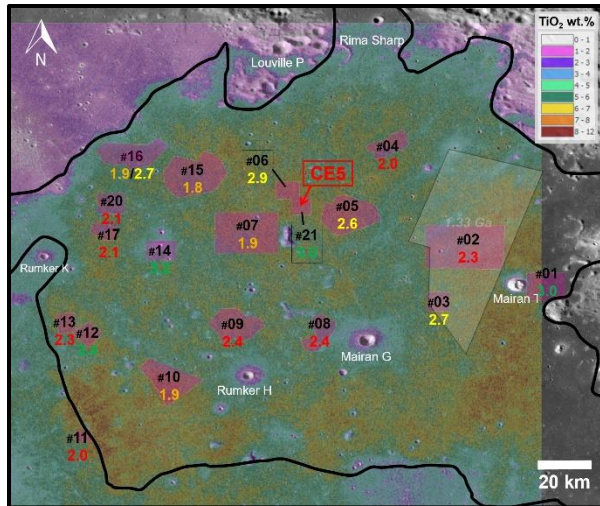 TiO₂ wt.%
0 - 1
1 - 2
2 - 3
3 - 4
4 - 5
5 - 6
6 - 7
7 - 8
8 - 12
N
Louville P
Rima Sharp
#16
1.9/2.7
#15
1.8
#06
2.9
#04
2.0
CE5
#20
2.1
#17
2.1
#14
#07
1.9
#21
#05
2.6
1.33 Ga
#02
2.3
#01
3.0
Rumker K
Mairan T
#03
2.7
#13
2.3
#12
#09
2.4
#08
2.4
Mairan G
#10
1.9
Rumker H
#11
2.0
20 km